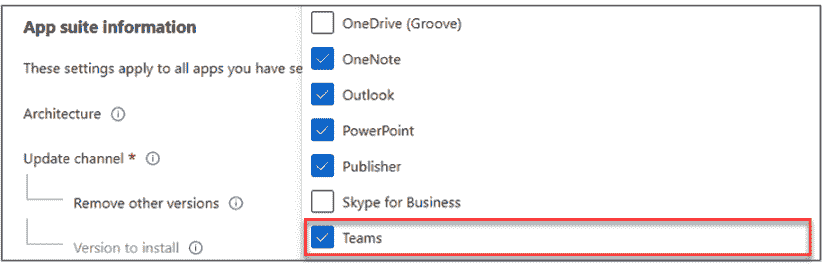 App suite information
These settings apply to all apps you have se
Architecture
Update channel *
Remove other versions
Version to install
OneDrive (Groove)
OneNote
Outlook
PowerPoint
Publisher
Skype for Business
Teams